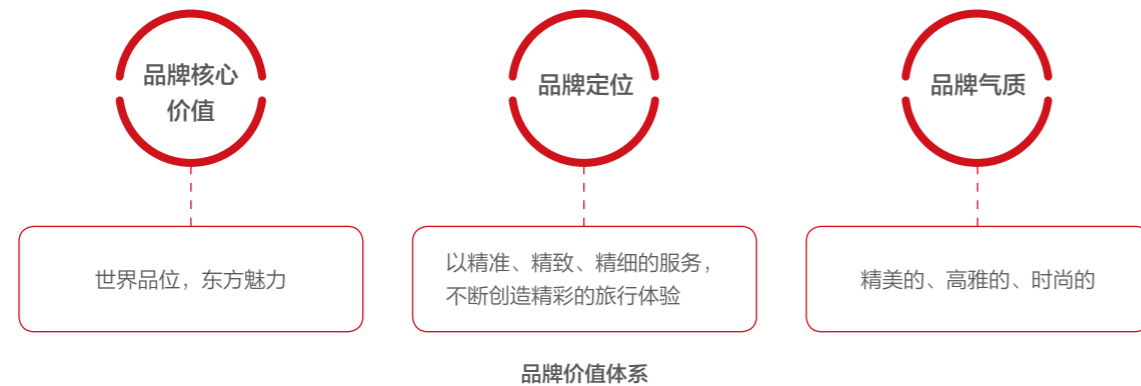 品牌核心
价值
品牌定位
品牌气质
世界品位，东方魅力
以精准、精致、精细的服务，
不断创造精彩的旅行体验
精美的、高雅的、时尚的
品牌价值体系